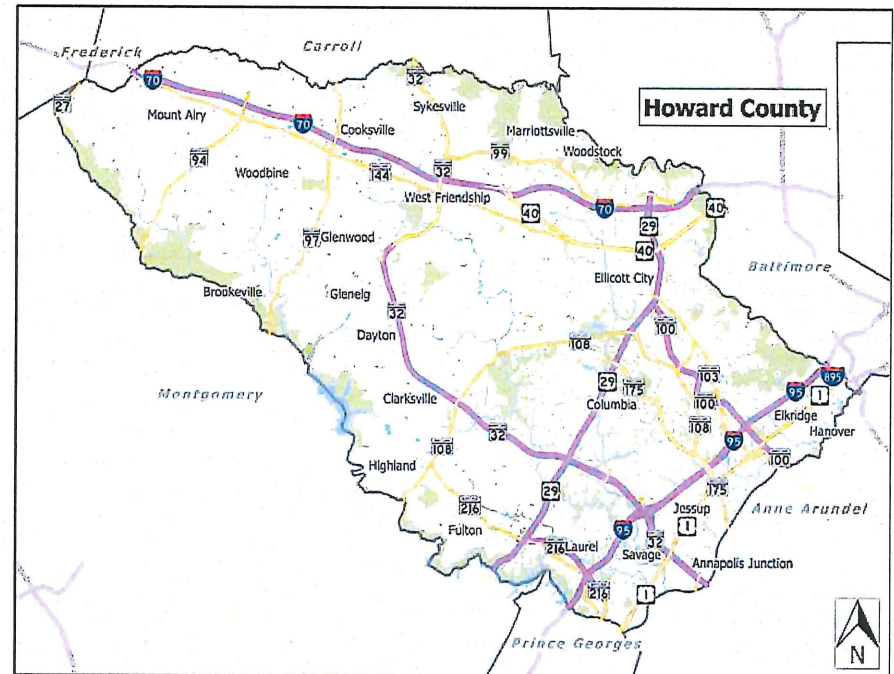 Carroll
Frederick
70
32
27
Howard County
Sykesville
Mount Airy
70
Cooksville
Marriottsville
99
Woodstock
94
144
32
Woodbine
West Friendship
40
70
40
29
97
Glenwood
40
Ellicott City
Baltimore
Brookeville
Glenelg
32
Dayton
100
108
103
895
29
175
95
1
Montgomery
Clarksville
Columbia
100
Elkridge
108
Hanover
32
95
108
100
Highland
175
29
216
Jessup
Anne Arundel
Fulton
95
1
216
Laurel
Savage
32
Annapolis Junction
216
1
Prince Georges
N